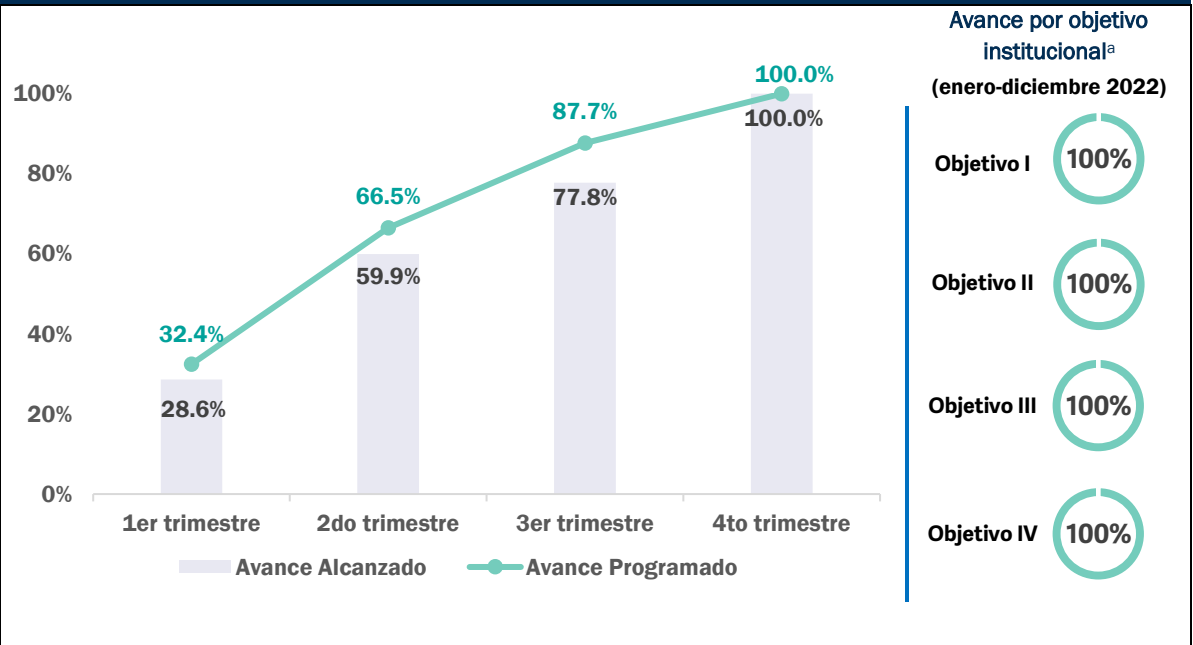 100%
80%
60%
40%
20%
0%
32.4%
66.5%
87.7%
100.0%
28.6%
59.9%
77.8%
100.0%
1er trimestre
2do trimestre
3er trimestre
4to trimestre
Avance Alcanzado
Avance Programado
Avance por objetivo
institucionalª
(enero-diciembre 2022)
Objetivo I
100%
Objetivo II
100%
Objetivo III
100%
Objetivo IV
100%